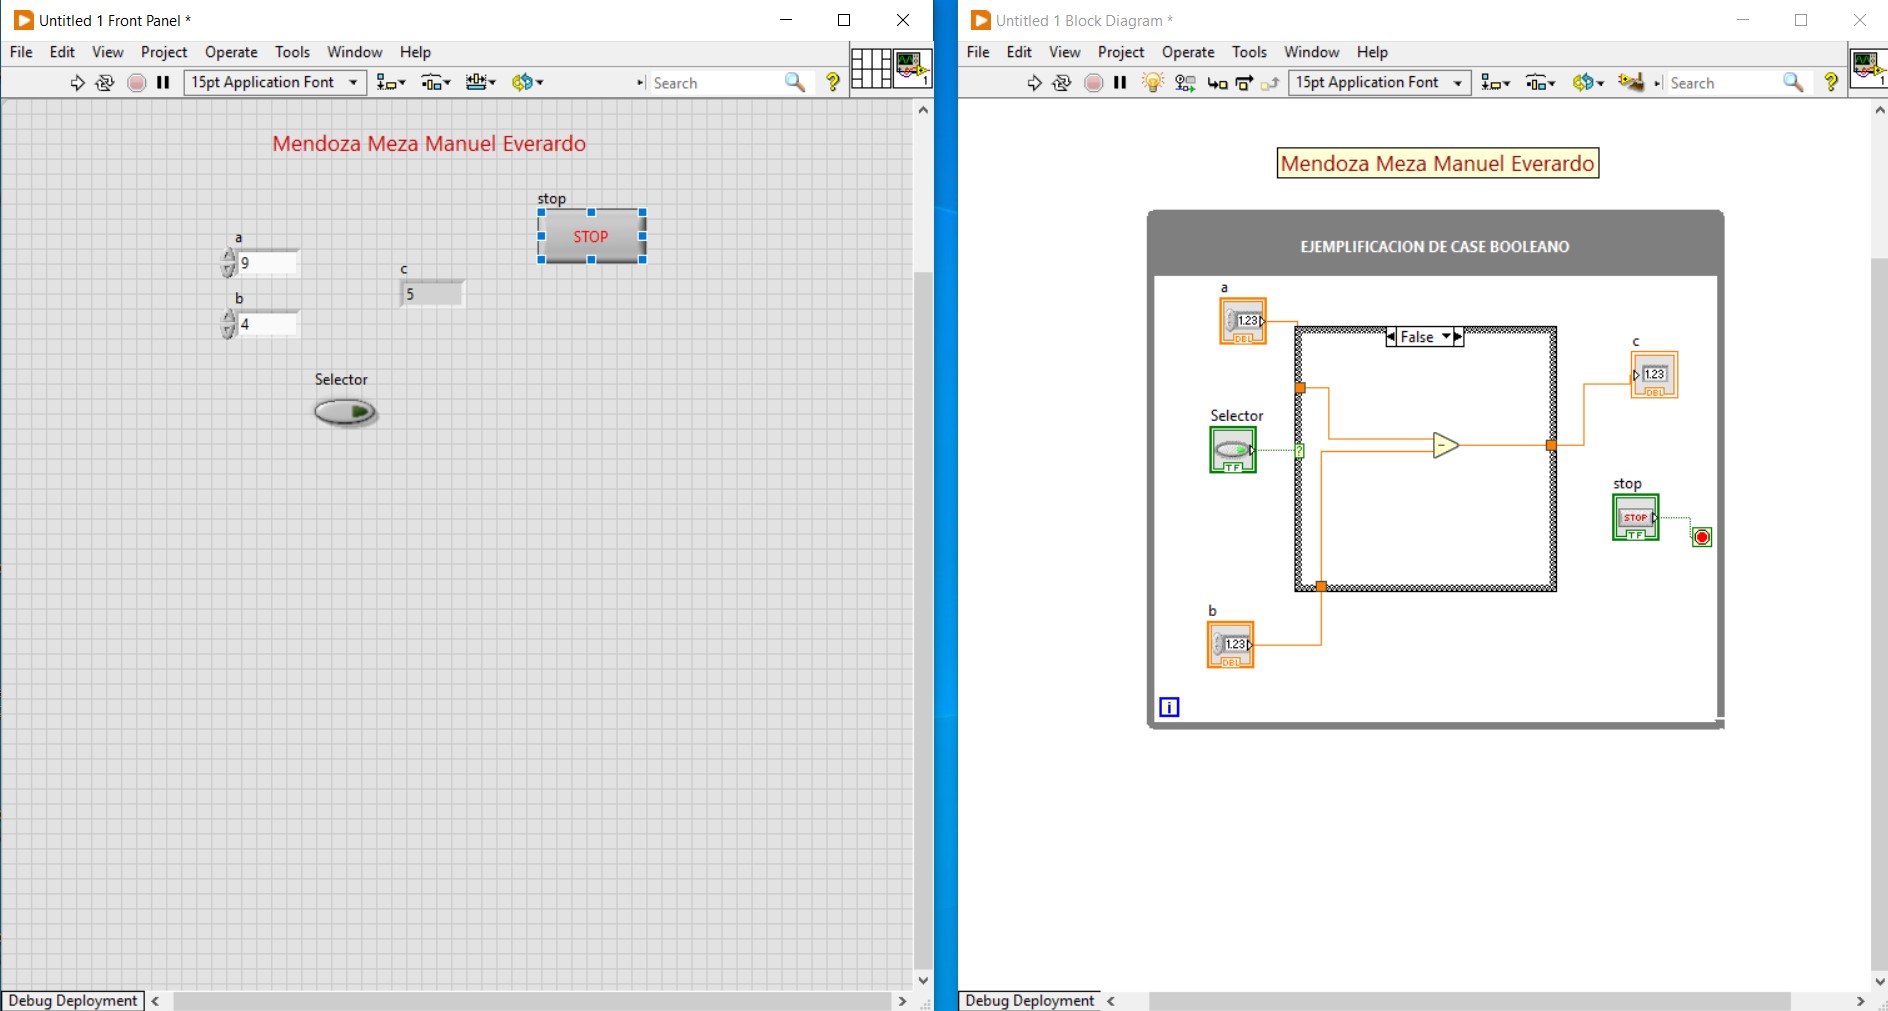 Untitled 1 Front Panel *
File Edit View Project Operate Tools Window Help
15pt Application Font Search ? 1
Mendoza Meza Manuel Everardo
stop
STOP
a
9
b
4
c
5
Selector
Debug Deployment
Untitled 1 Block Diagram *
File Edit View Project Operate Tools Window Help
15pt Application Font Search ? 1
Mendoza Meza Manuel Everardo
EJEMPLIFICACION DE CASE BOOLEANO
a
1.23
DBL
False
c
1.23
DBL
Selector
TF
?
-
stop
STOP
TF
b
1.23
DBL
i
Debug Deployment